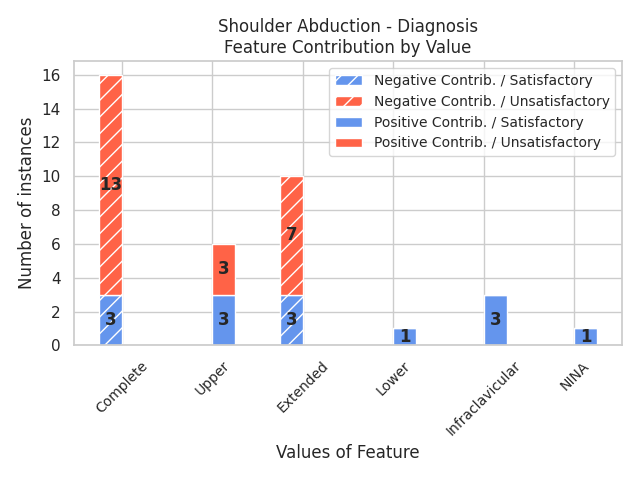 Shoulder Abduction - Diagnosis
Feature Contribution by Value
Negative Contrib. / Satisfactory
Negative Contrib. / Unsatisfactory
Positive Contrib. / Satisfactory
Positive Contrib. / Unsatisfactory
Number of instances
16
14
12
10
8
6
4
2
0
13
3
3
3
7
3
1
3
1
Complete
Upper
Extended
Lower
Infraclavicular
NINA
Values of Feature